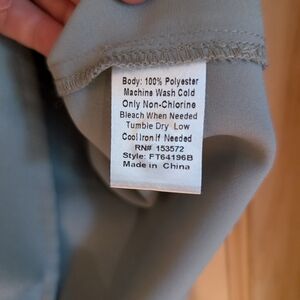 Body: 100% Polyester
Machine Wash Cold
Only Non-Chlorine
Bleach When Needed
Tumble Dry Low
Cool Iron If Needed
RN# 153572
Style: FT64196B
Made in China